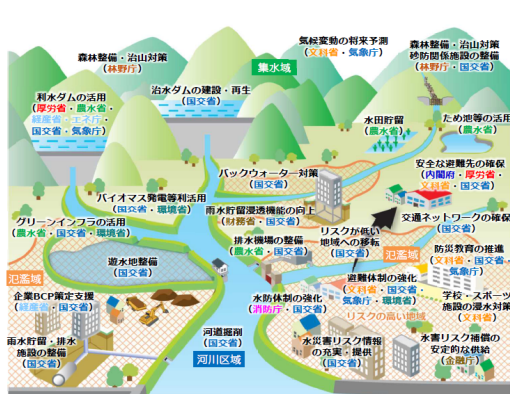 気候変動の将来予測
(文科省・気象庁)
森林整備・治山対策
(林野庁)
集水域
森林整備・治山対策
砂防関係施設の整備
(林野庁・国交省)
治水ダムの建設・再生
(国交省)
利水ダムの活用
(厚労省・農水省・
経産省・エネ庁・
国交省・気象庁)
水田貯留
(農水省)
ため池等の活用
(農水省)
安全な避難先の確保
(内閣府・厚労省・
文科省・国交省)
バックウォーター対策
(国交省)
バイオマス発電等利活用
(国交省・環境省)
雨水貯留浸透機能の向上
(財務省・国交省)
交通ネットワークの確保
(国交省)
グリーンインフラの活用
(農水省・国交省・環境省)
リスクが低い
地域への移転
(国交省)
排水機場の整備
(農水省・国交省)
氾濫域
防災教育の推進
(文科省・国交省・
気象庁)
遊水地整備
(国交省)
氾濫域
避難体制の強化
(文科省・国交省・
気象庁・環境省)
企業BCP策定支援
(経産省・国交省)
水防体制の強化
(消防庁・国交省)
学校・スポーツ
施設の浸水対策
(文科省)
リスクの高い地域
河道掘削
(国交省)
雨水貯留・排水
施設の整備
(国交省)
河川区域
水災害リスク情報
の充実・提供
(国交省)
水害リスク補償の
安定的な供給
(金融庁)